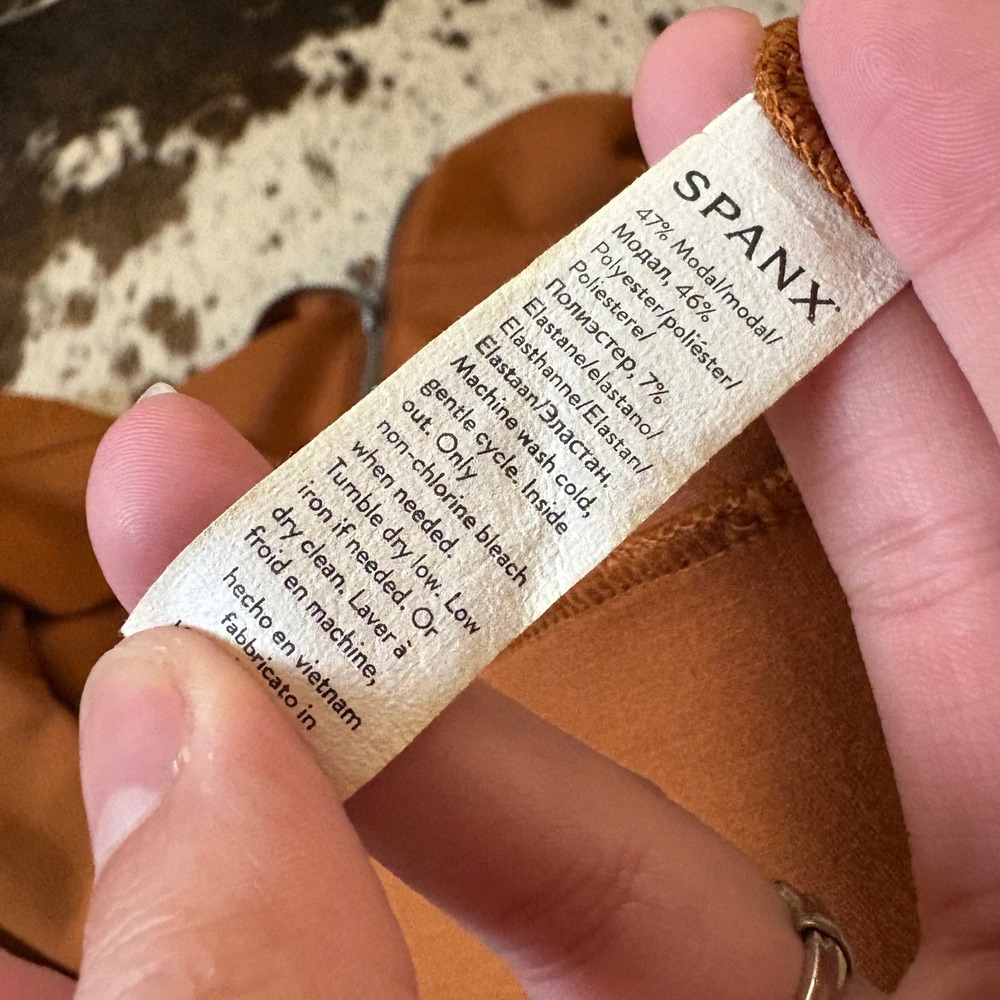 SPANX
47% Modal/modal/
Модал, 46%
Polyester/poliéster/
Poliestere/
Полиэстер, 7%
Elastane/elastano/
Elasthanne/Elastan/
Elastaan/Эластан.
Machine wash cold,
gentle cycle. Inside
out. Only
non-chlorine bleach
when needed.
Tumble dry low. Low
iron if needed. Or
dry clean. Laver à
froid en machine,
hecho en vietnam
fabbricato in